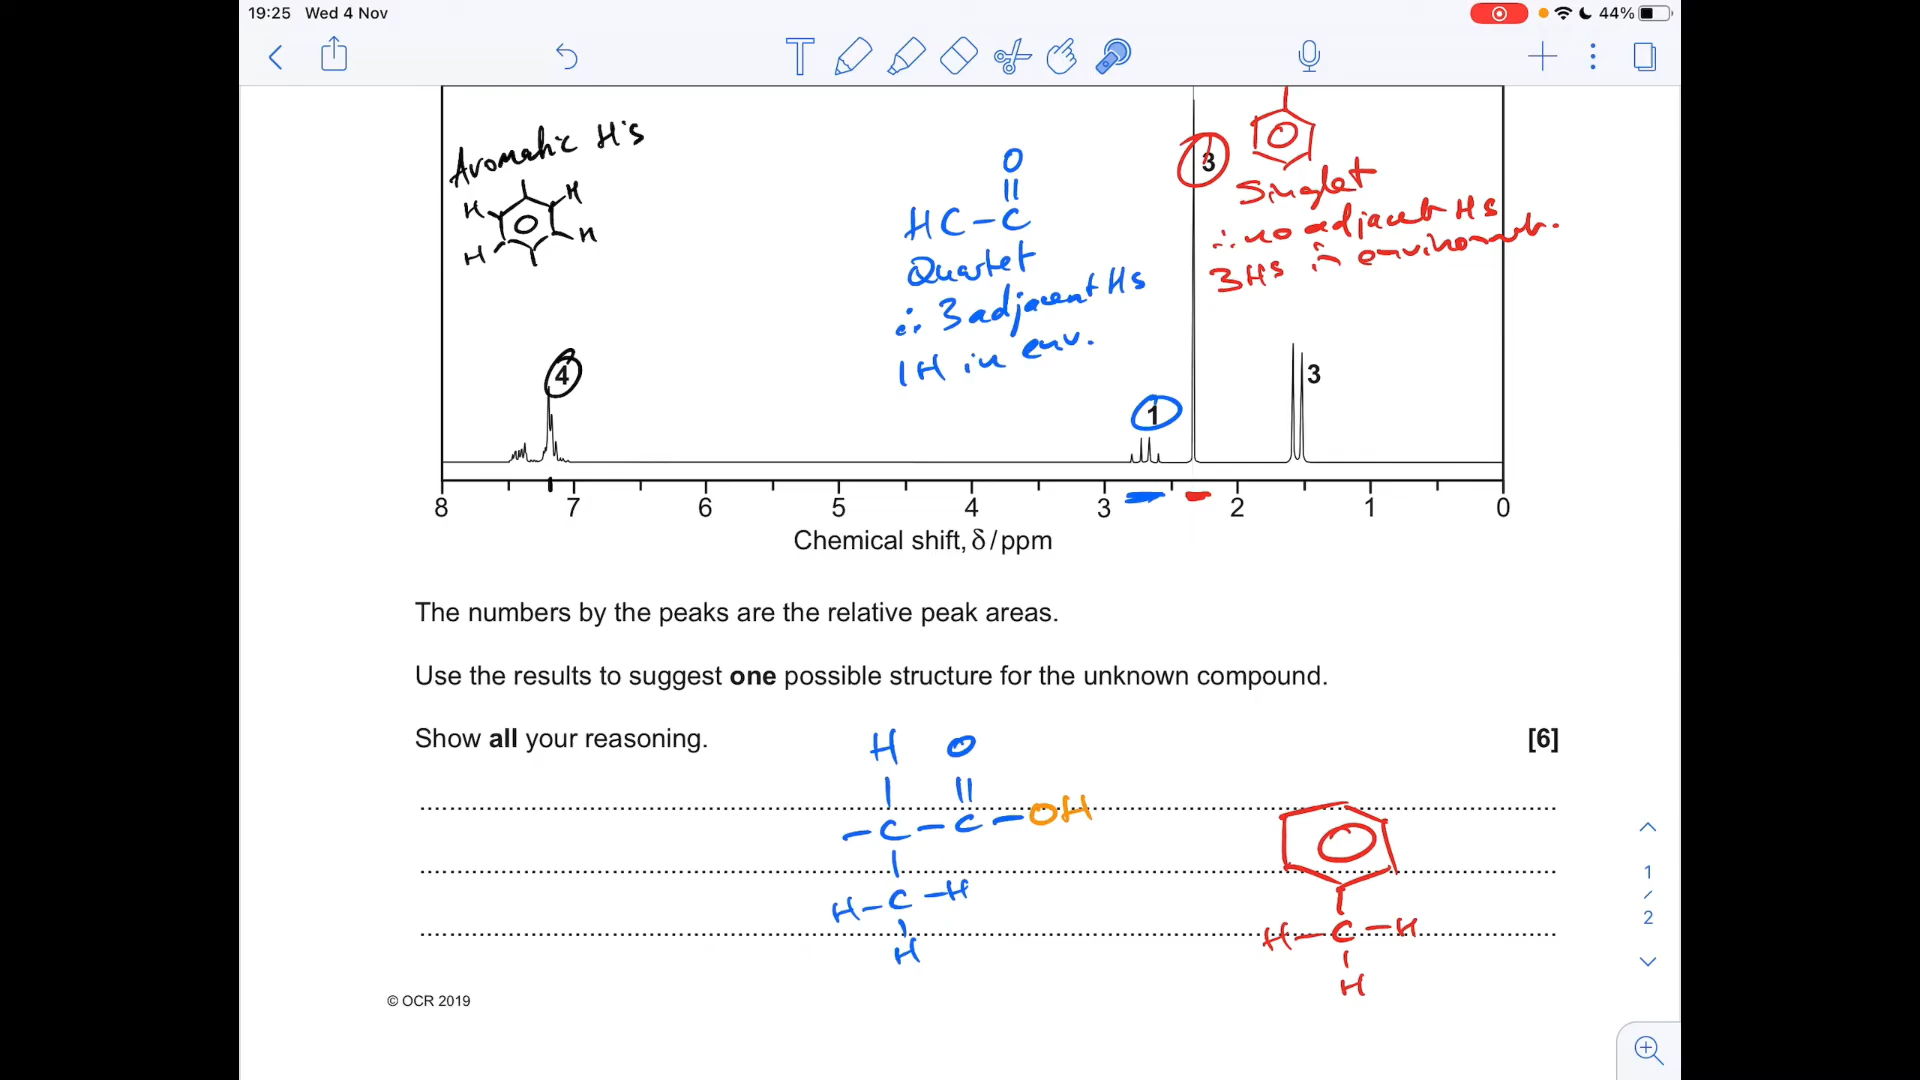 19:25 Wed 4 Nov
44%
T
Aromatic H's
H
H
H
H
O
HC-C
Quartet
∴ 3 adjacent Hs
1H in env.
3
Singlet
∴ no adjacent Hs
3Hs in environment.
4
1
3
8 7 6 5 4 3 2 1 0
Chemical shift, δ/ppm
The numbers by the peaks are the relative peak areas.
Use the results to suggest one possible structure for the unknown compound.
Show all your reasoning. [6]
H O
-C-C-OH
H-C-H
H
H-C-H
H
1
/
2
© OCR 2019